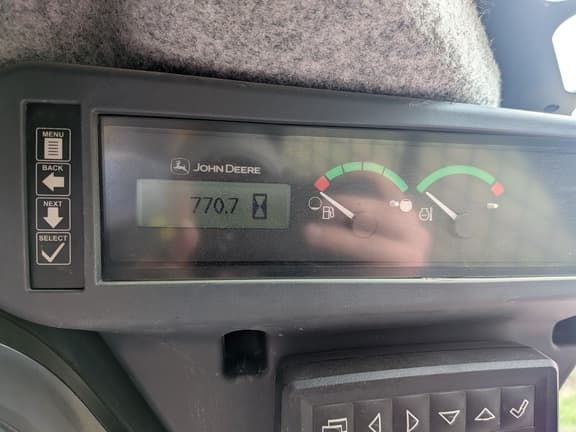 MENU
BACK
NEXT
SELECT
JOHN DEERE
770.7